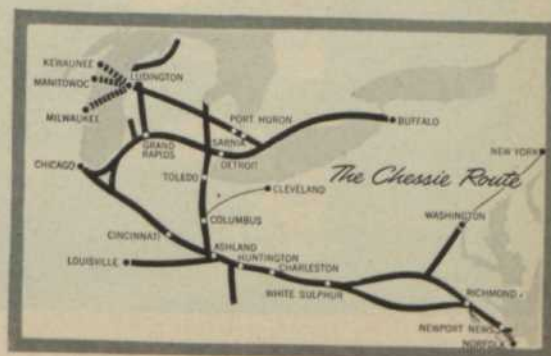 KEWAUNEE
LUDINGTON
MANITOWOC
MILWAUKEE
PORT HURON
BUFFALO
SARNIA
GRAND
RAPIDS
DETROIT
NEW YORK
CHICAGO
TOLEDO
The Chessie Route
CLEVELAND
WASHINGTON
COLUMBUS
CINCINNATI
ASHLAND
LOUISVILLE
HUNTINGTON
CHARLESTON
WHITE SULPHUR
RICHMOND
NEWPORT NEWS
NORFOLK